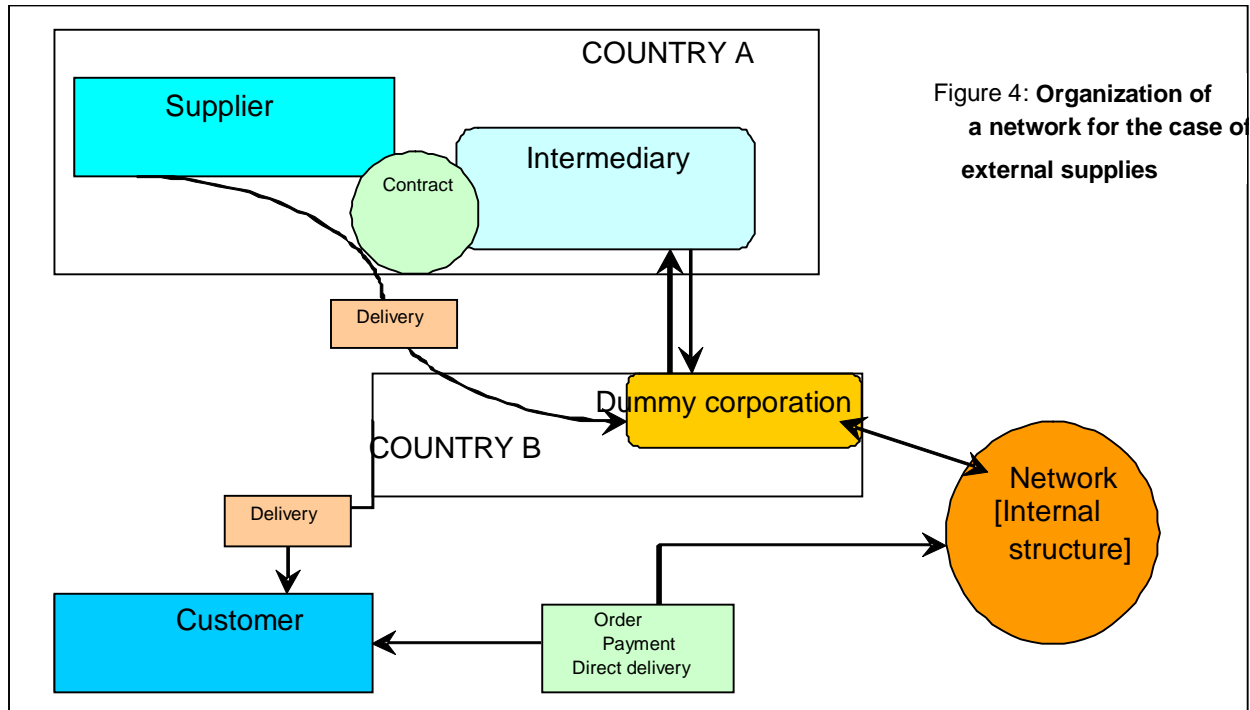 COUNTRY A
Supplier
Intermediary
Contract
Figure 4: Organization of
a network for the case of
external supplies
Delivery
Dummy corporation
COUNTRY B
Network
[Internal
structure]
Delivery
Customer
Order
Payment
Direct delivery